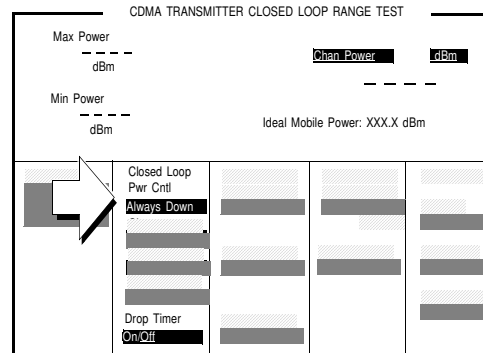 CDMA TRANSMITTER CLOSED LOOP RANGE TEST
Max Power
dBm
Chan Power dBm
Min Power
dBm
Ideal Mobile Power: XXX.X dBm
Closed Loop
Pwr Cntl
Always Down
Drop Timer
On/Off